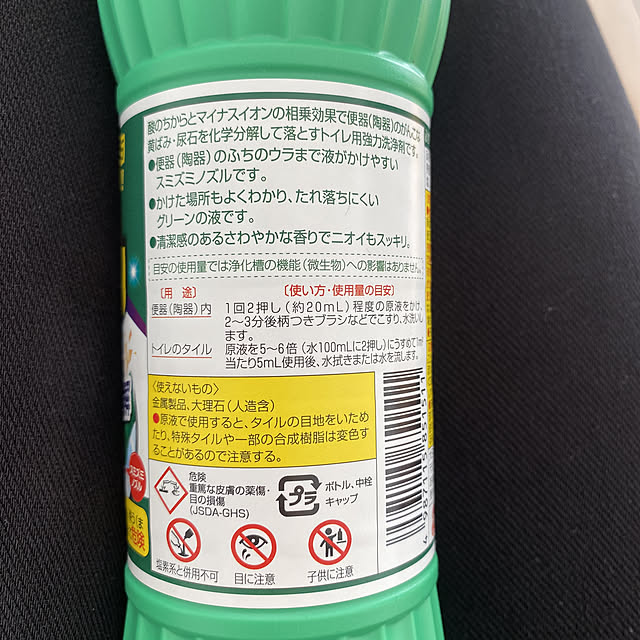 酸のちからとマイナスイオンの相乗効果で便器(陶器)のがんこな
黄ばみ・尿石を化学分解して落とすトイレ用強力洗浄剤です。
●便器(陶器)のふちのウラまで液がかけやすい
スミズミノズルです。
●かけた場所もよくわかり、たれ落ちにくい
グリーンの液です。
●清潔感のあるさわやかな香りでニオイもスッキリ。
目安の使用量では浄化槽の機能(微生物)への影響はありません。
〔用 途〕
〔使い方・使用量の目安〕
便器(陶器)内
1回2押し(約20mL)程度の原液をかけ、
2〜3分後柄つきブラシなどでこすり、水洗いし
ます。
トイレのタイル
原液を5〜6倍(水100mLに2押し)にうすめて1m²
当たり5mL使用後、水拭きまたは水を流します。
〈使えないもの〉
金属製品、大理石(人造含)
●原液で使用すると、タイルの目地をいため
たり、特殊タイルや一部の合成樹脂は変色す
ることがあるので注意する。
危険
重篤な皮膚の薬傷・
目の損傷
(JSDA-GHS)
プラ
ボトル、中栓
キャップ
塩素系と併用不可
目に注意
子供に注意
スミズミ
ノズル
危険